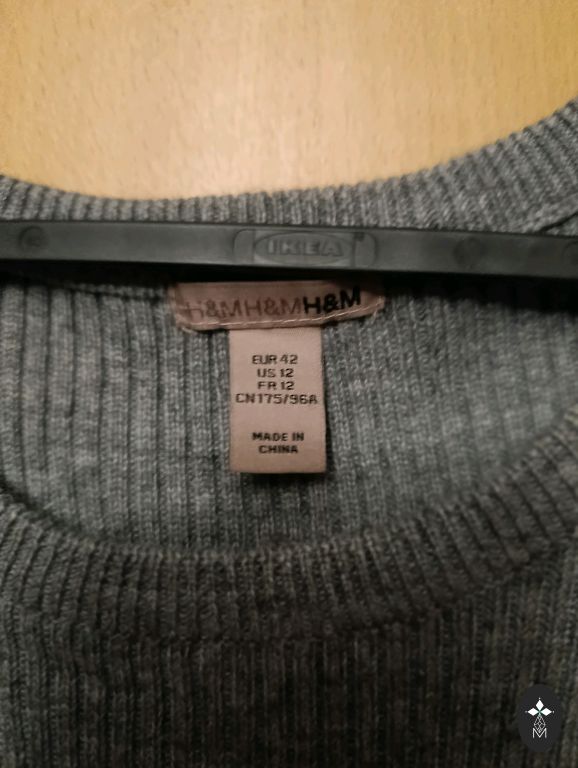 IKEA
H&MH&MH&M
EUR 42
US 12
FR 12
CN175/96A
MADE IN
CHINA
M